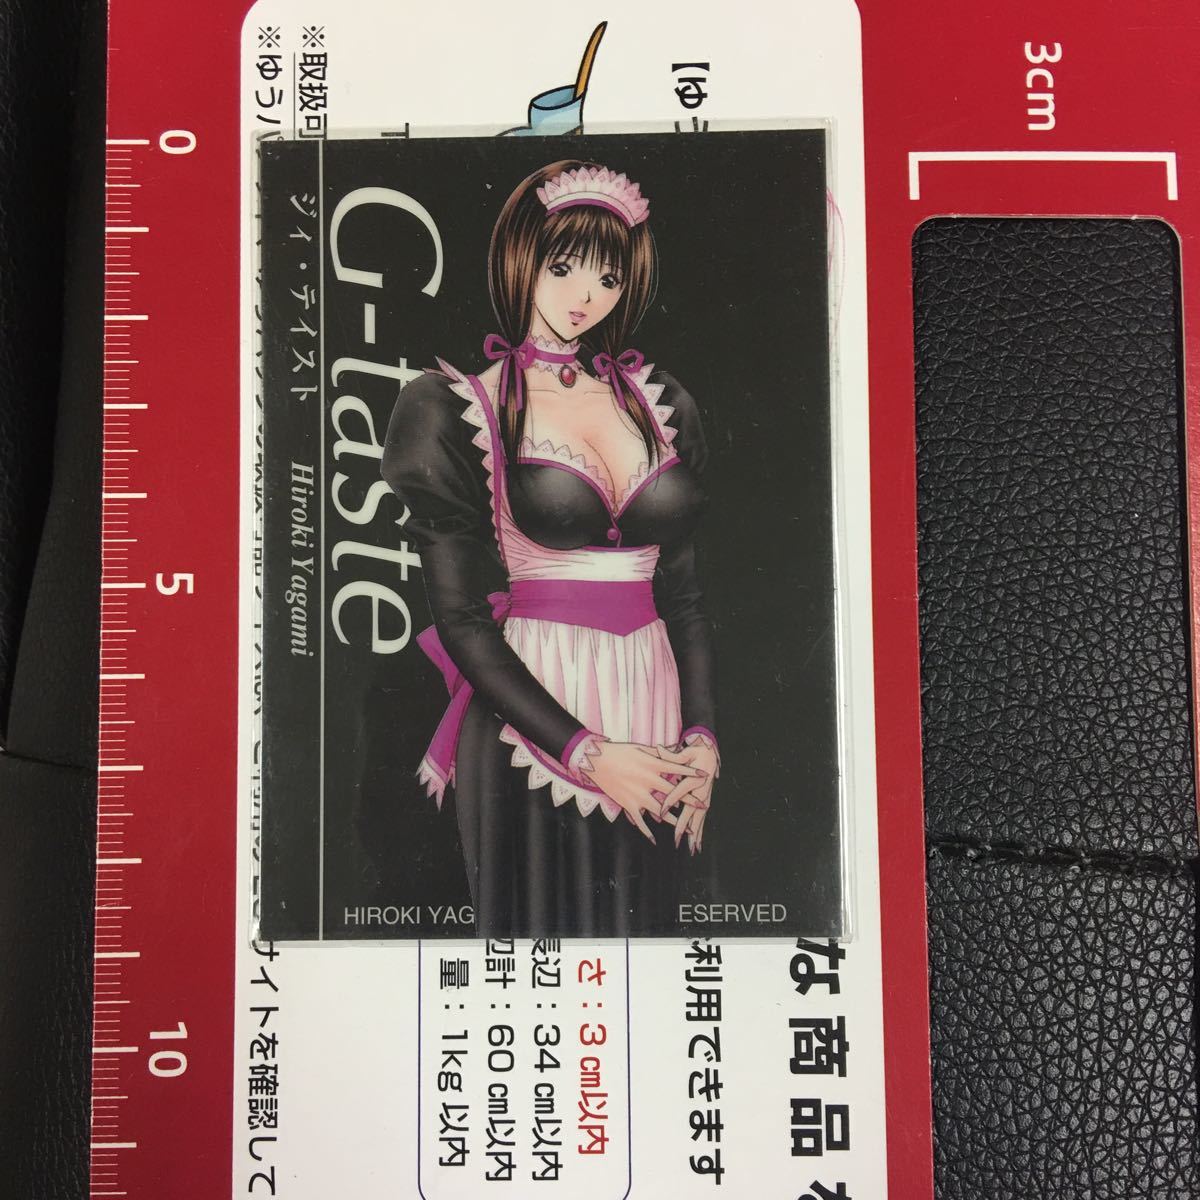 G-taste
ジィ・テイスト Hiroki Yagami
HIROKI YAG
ESERVED
3cm
0
5
10
【ゆう
※取扱可
※ゆうパ
サイトを確認して
な商品
利用できます
さ：3㎝以内
長辺：34㎝以内
辺計：60㎝以内
量：1kg以内